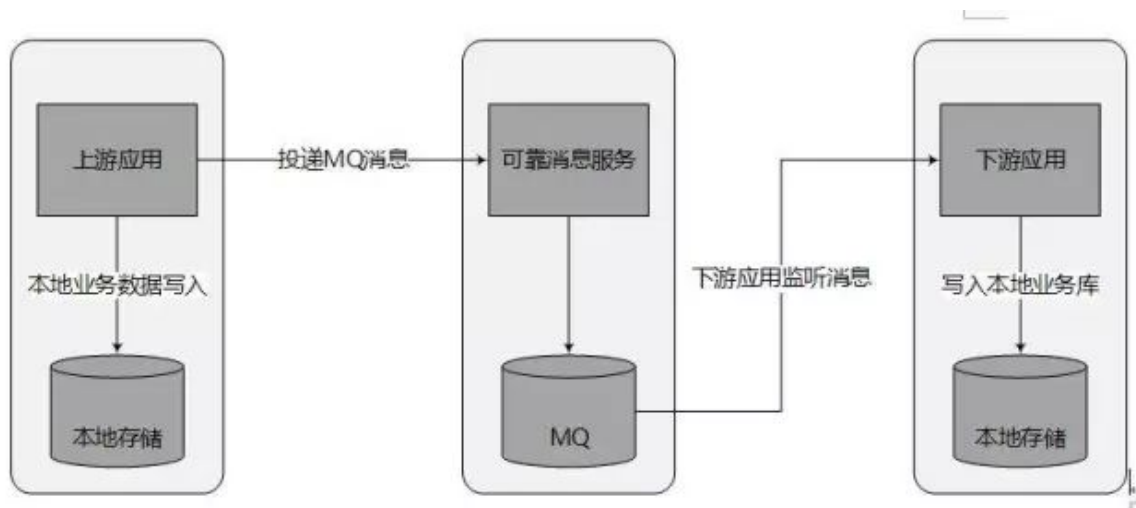 上游应用
投递MQ消息
可靠消息服务
下游应用
本地业务数据写入
下游应用监听消息
写入本地业务库
本地存储
MQ
本地存储